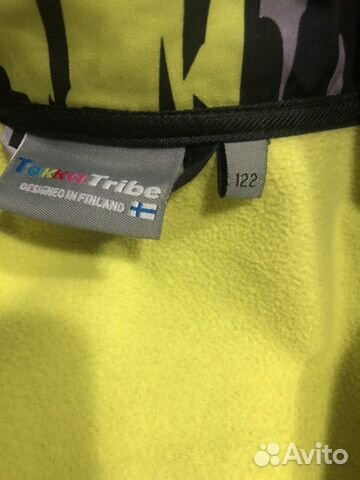 TokkaTribe
DESIGNED IN FINLAND
122
Avito